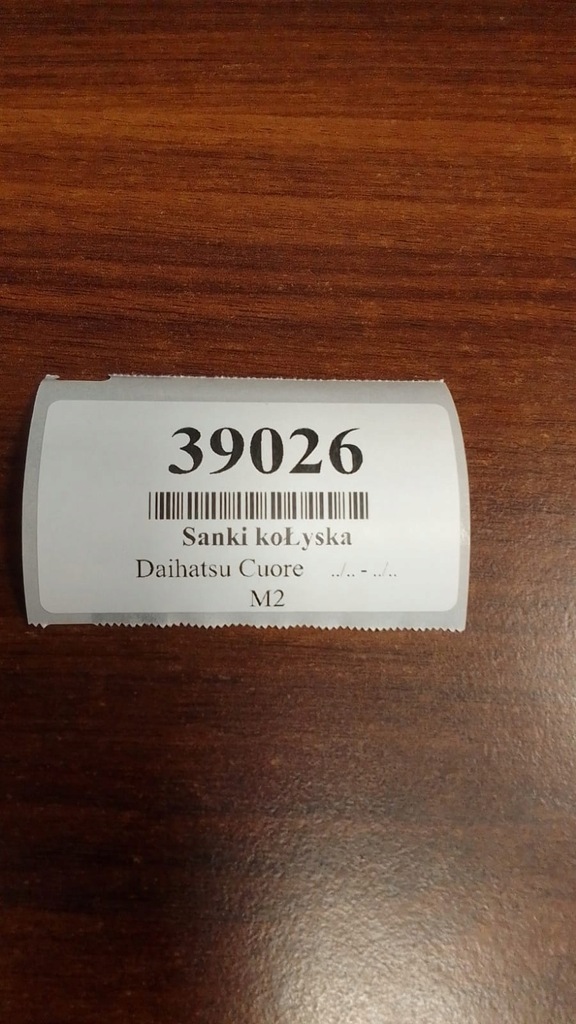 39026
Sanki koŁyska
Daihatsu Cuore ../.. - ../..
M2